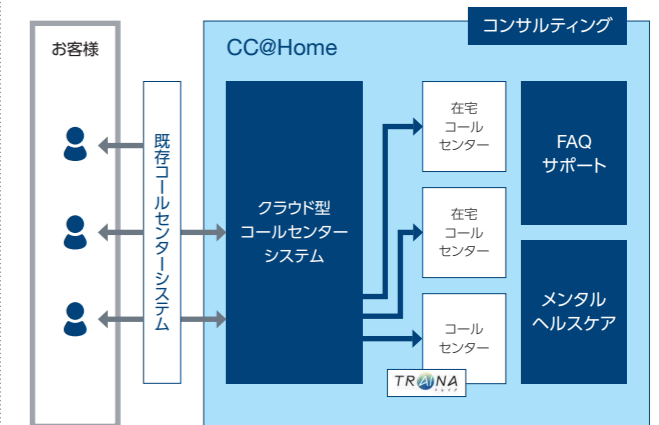 コンサルティング
お客様
CC@Home
既存コールセンターシステム
クラウド型
コールセンター
システム
在宅
コール
センター
在宅
コール
センター
コール
センター
FAQ
サポート
メンタル
ヘルスケア
TRAINA